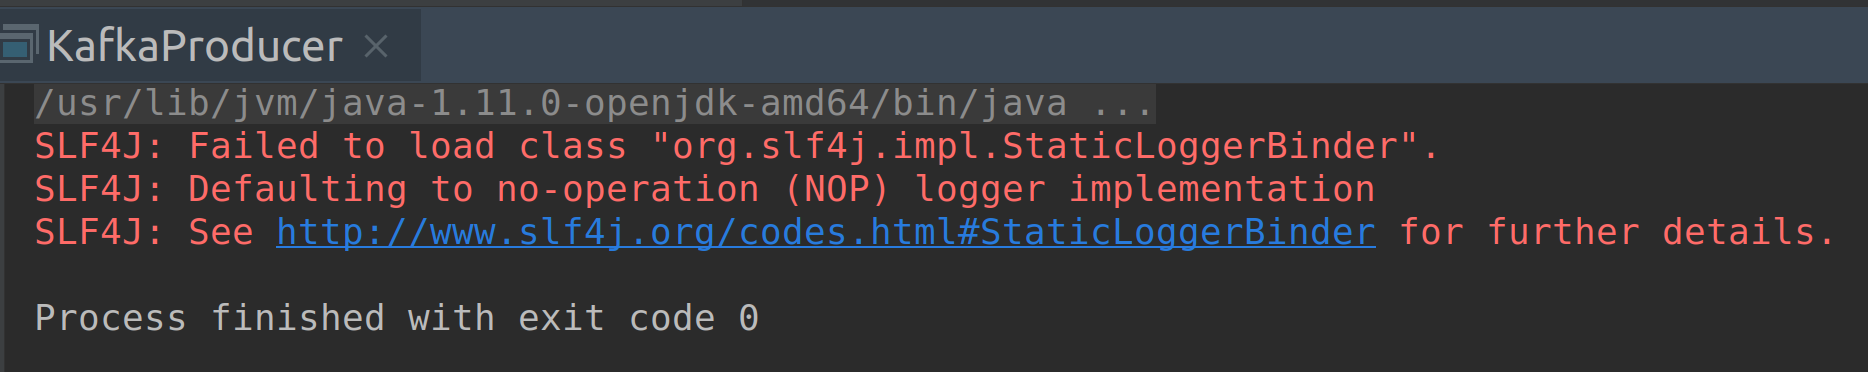 KafkaProducer
/usr/lib/jvm/java-1.11.0-openjdk-amd64/bin/java ...
SLF4J: Failed to load class "org.slf4j.impl.StaticLoggerBinder".
SLF4J: Defaulting to no-operation (NOP) logger implementation
SLF4J: See http://www.slf4j.org/codes.html#StaticLoggerBinder for further details.
Process finished with exit code 0